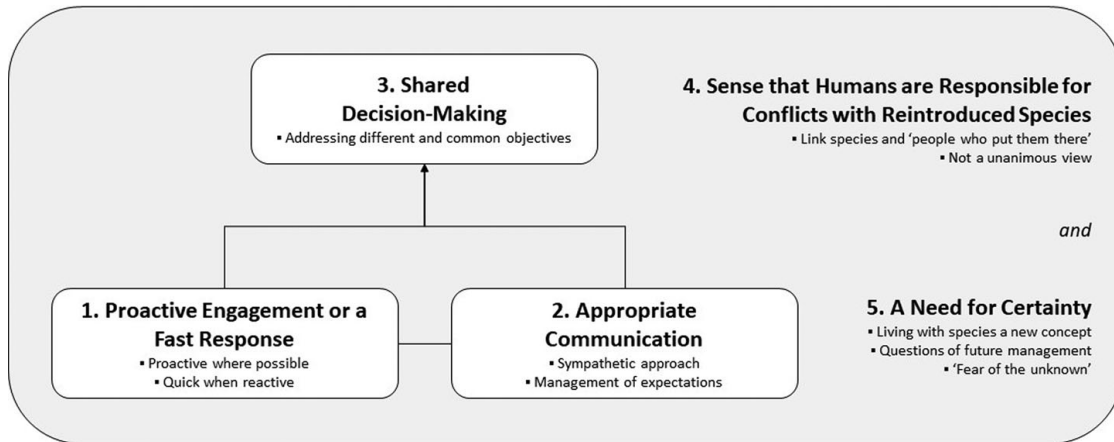 3. Shared
Decision-Making
▪ Addressing different and common objectives
4. Sense that Humans are Responsible for
Conflicts with Reintroduced Species
▪ Link species and ‘people who put them there’
▪ Not a unanimous view
and
1. Proactive Engagement or a
Fast Response
▪ Proactive where possible
▪ Quick when reactive
2. Appropriate
Communication
▪ Sympathetic approach
▪ Management of expectations
5. A Need for Certainty
▪ Living with species a new concept
▪ Questions of future management
▪ ‘Fear of the unknown’